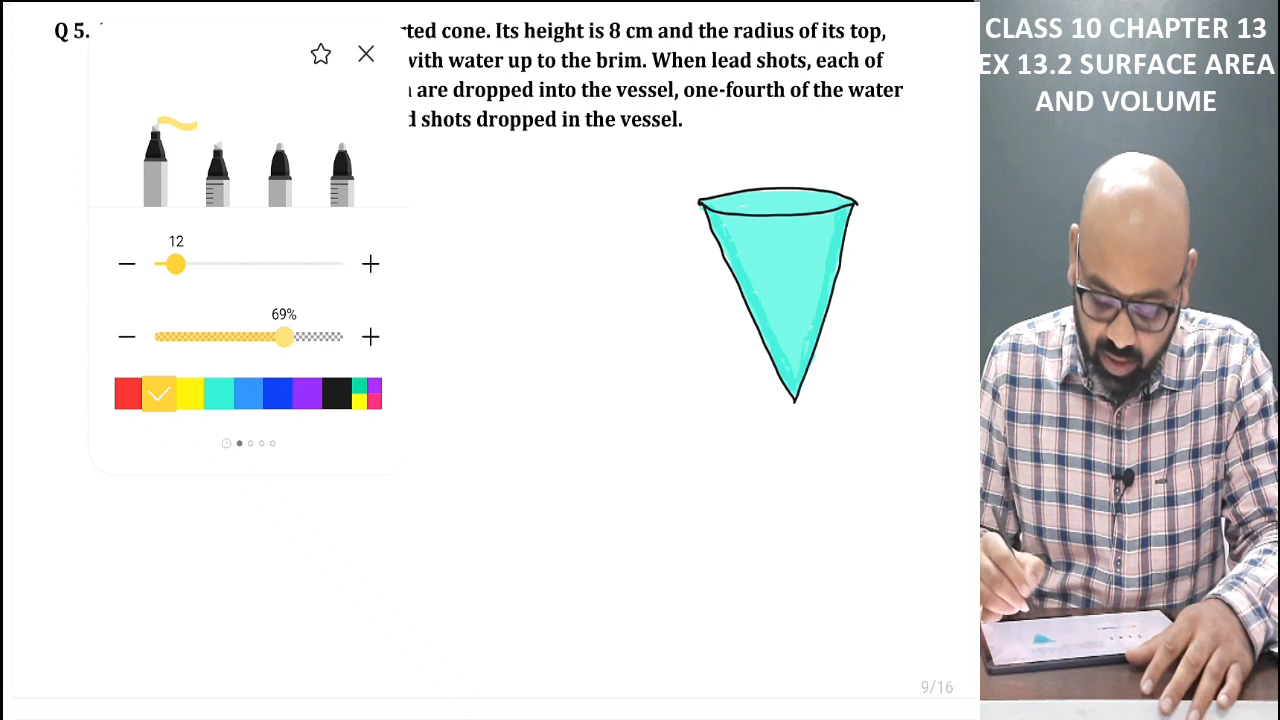 Q 5.
ted cone. Its height is 8 cm and the radius of its top,
with water up to the brim. When lead shots, each of
are dropped into the vessel, one-fourth of the water
shots dropped in the vessel.
CLASS 10 CHAPTER 13
EX 13.2 SURFACE AREA
AND VOLUME
12
69%
9/16